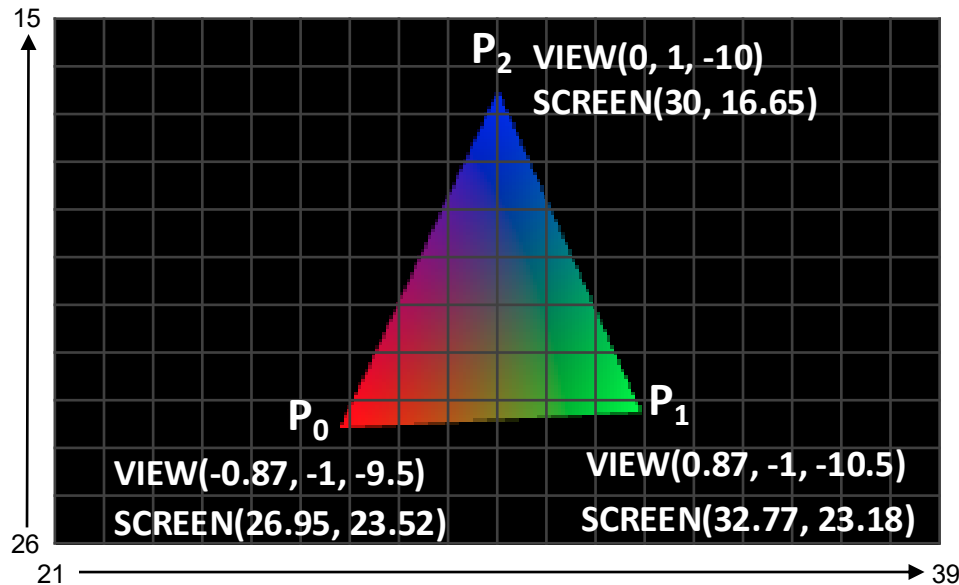 15
P2
VIEW(0, 1, -10)
SCREEN(30, 16.65)
P0
P1
VIEW(-0.87, -1, -9.5)
SCREEN(26.95, 23.52)
VIEW(0.87, -1, -10.5)
SCREEN(32.77, 23.18)
26
21
39